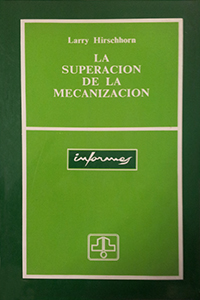 Larry Hirschhorn
LA
SUPERACION
DE LA
MECANIZACION
informes